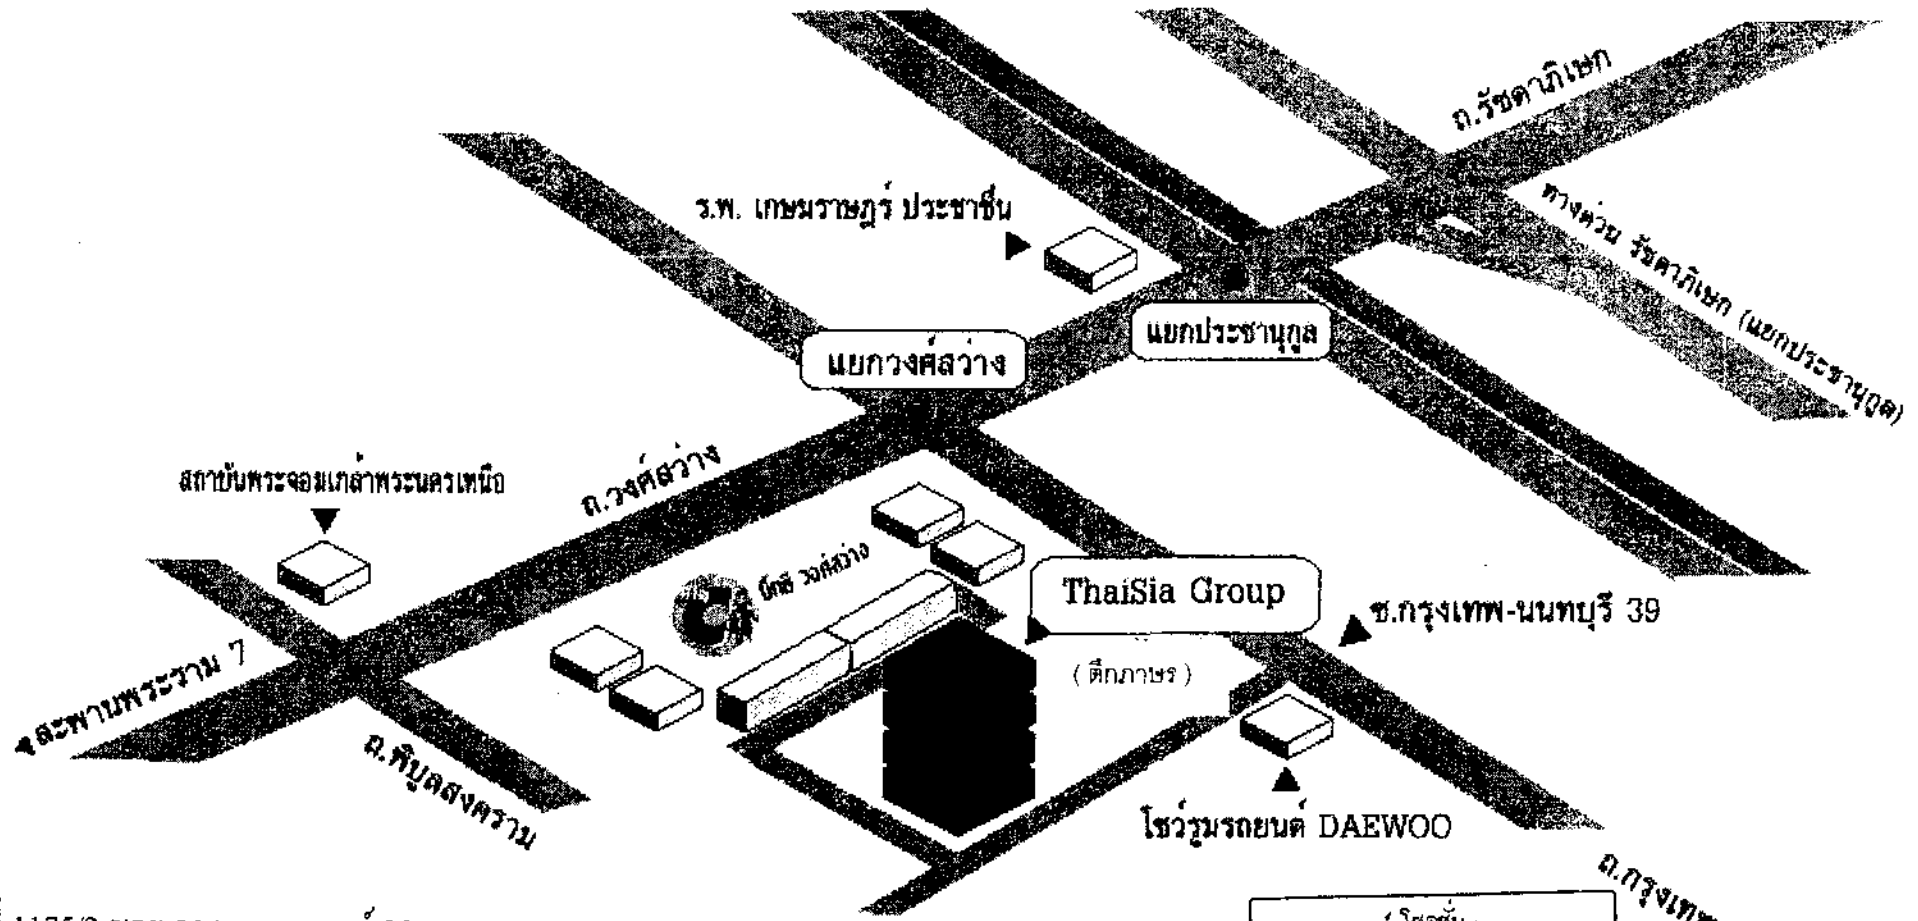 ถ.รัชดาภิเษก
ร.พ. เกษมราษฎร์ ประชาชื่น
ทางด่วน รัชดาภิเษก (แยกประชานุกูล)
แยกประชานุกูล
แยกวงศ์สว่าง
สถาบันพระจอมเกล้าพระนครเหนือ
ถ.วงศ์สว่าง
บิ๊กซี วงศ์สว่าง
ThaiSia Group
ซ.กรุงเทพ-นนทบุรี 39
(ตึกภาษร)
สะพานพระราม 7
ถ.พิบูลสงคราม
โชว์รูมรถยนต์ DAEWOO
ถ.กรุงเทพ